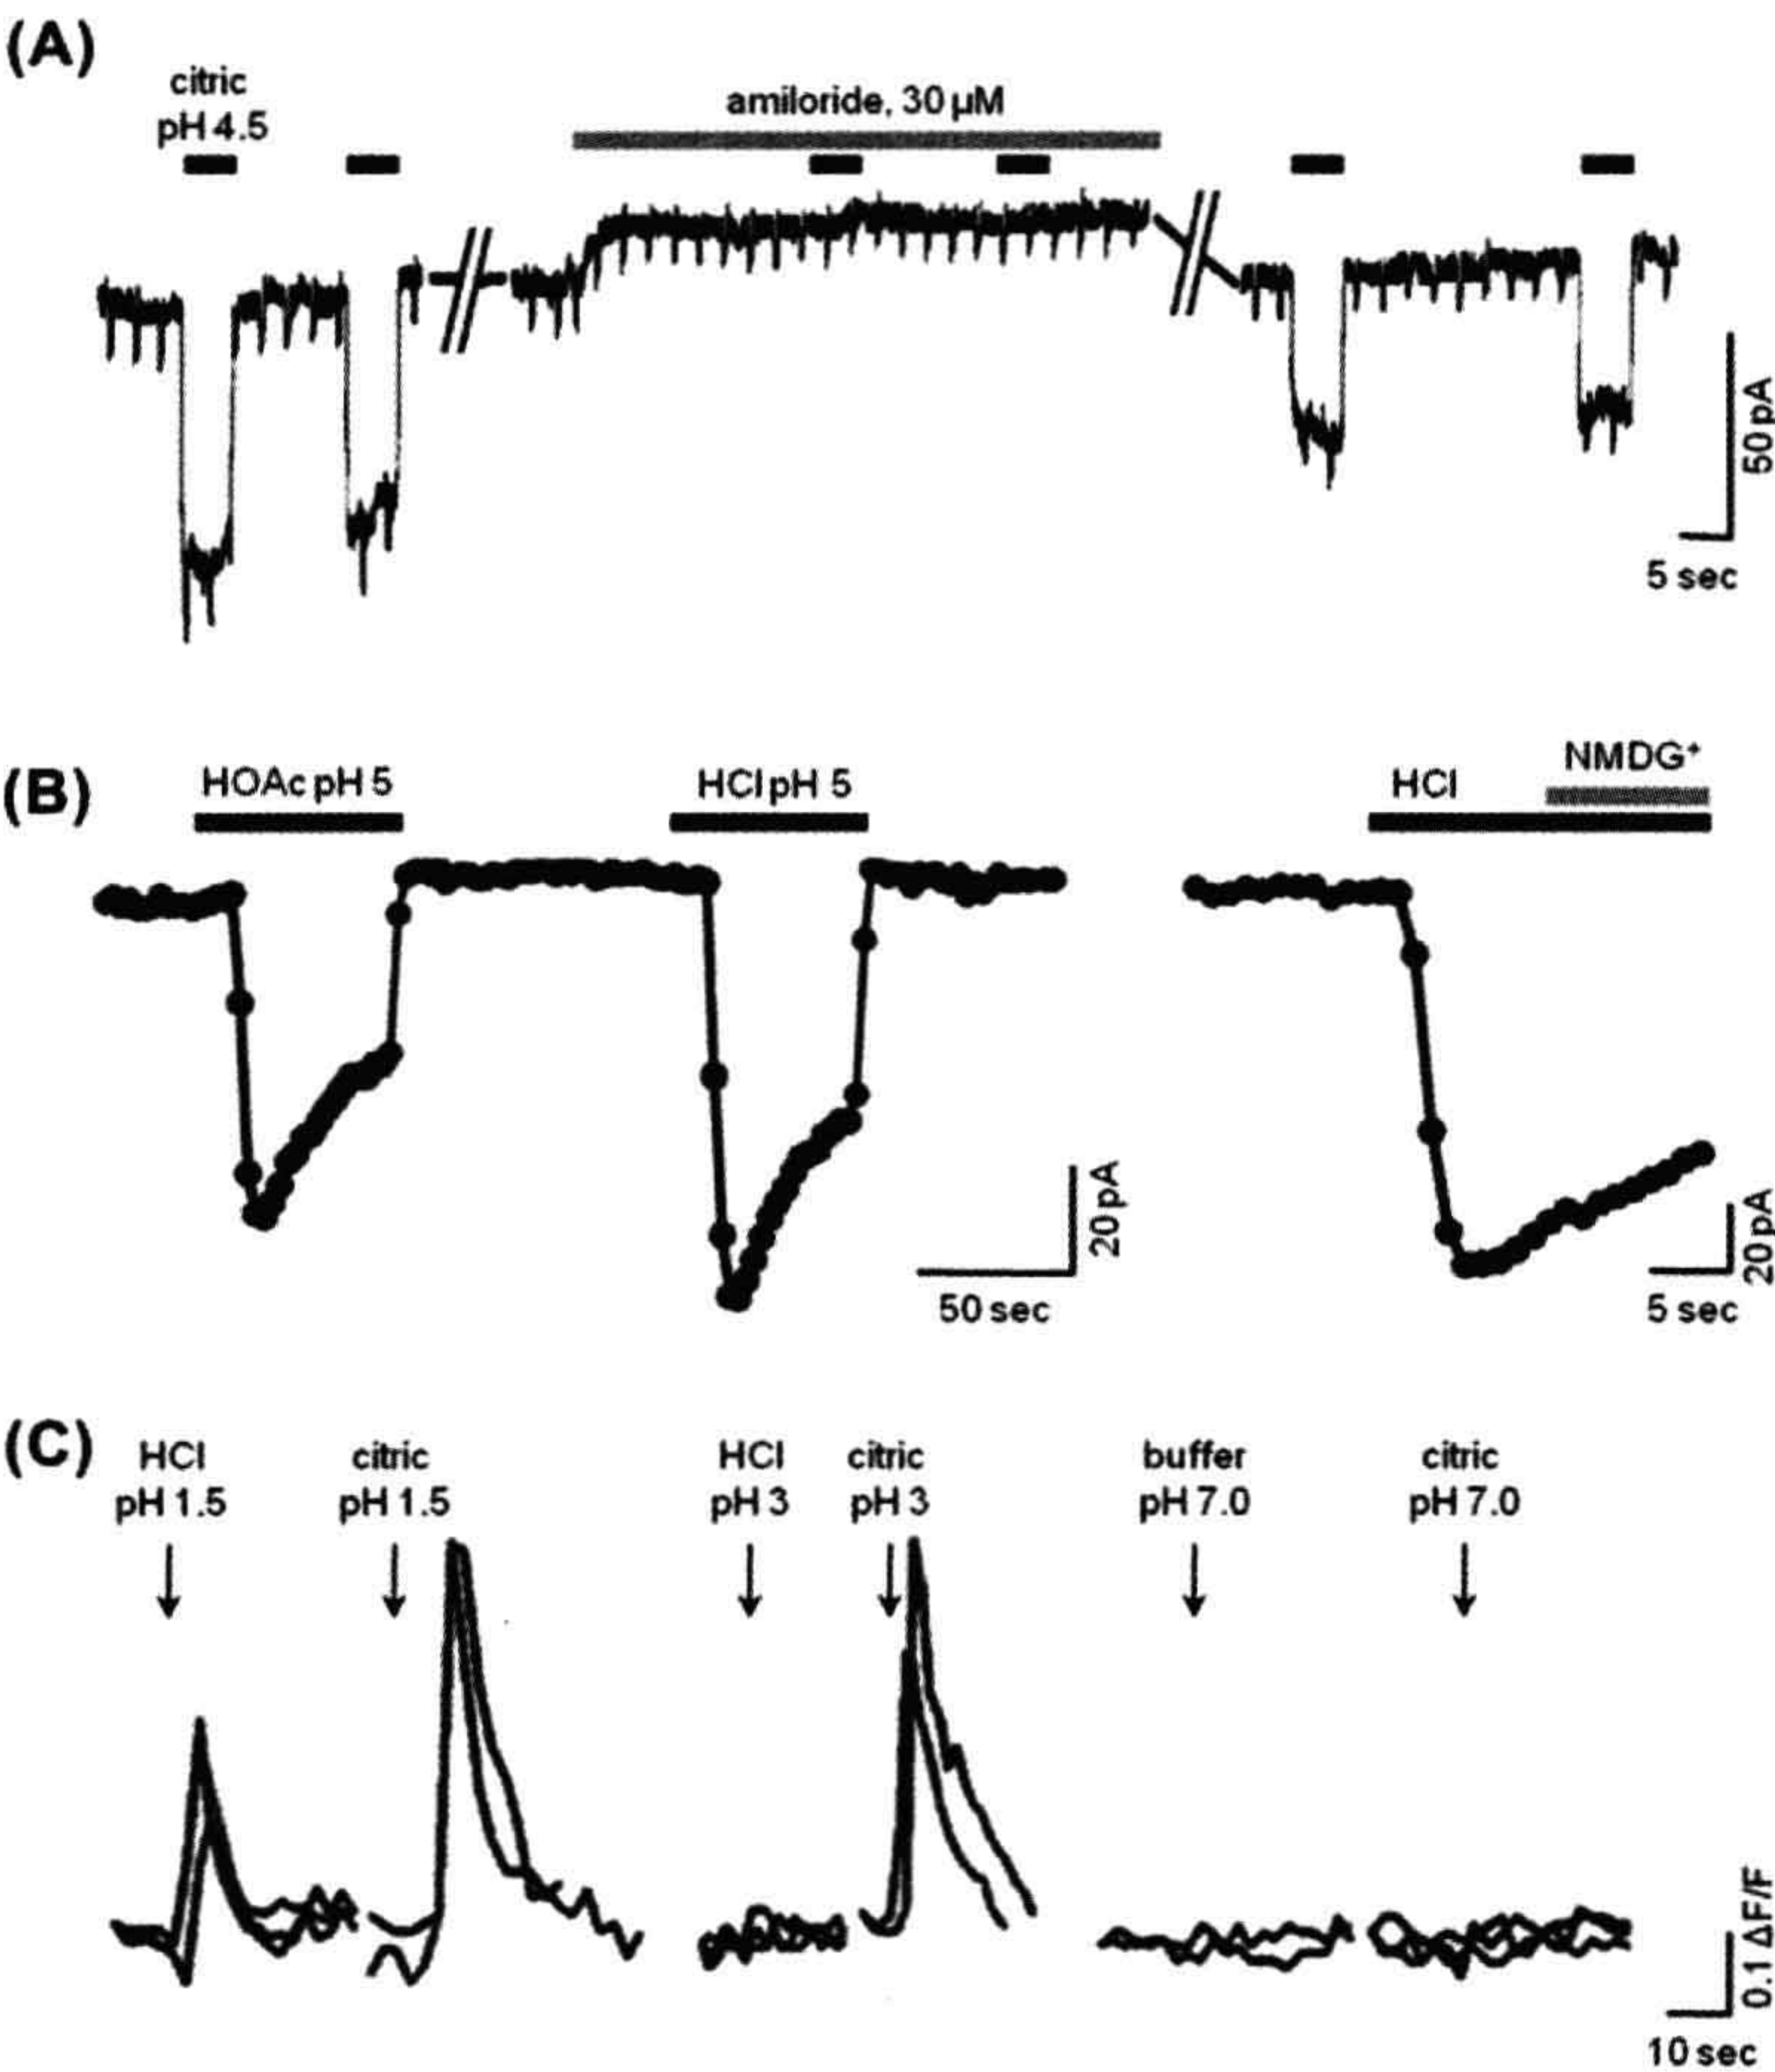 (A)
citric
pH 4.5
amiloride, 30 µM
50 pA
5 sec
(B)
HOAc pH 5
HCl pH 5
HCl
NMDG⁺
20 pA
50 sec
20 pA
5 sec
(C)
HCl
pH 1.5
citric
pH 1.5
HCl
pH 3
citric
pH 3
buffer
pH 7.0
citric
pH 7.0
0.1 ΔF/F
10 sec